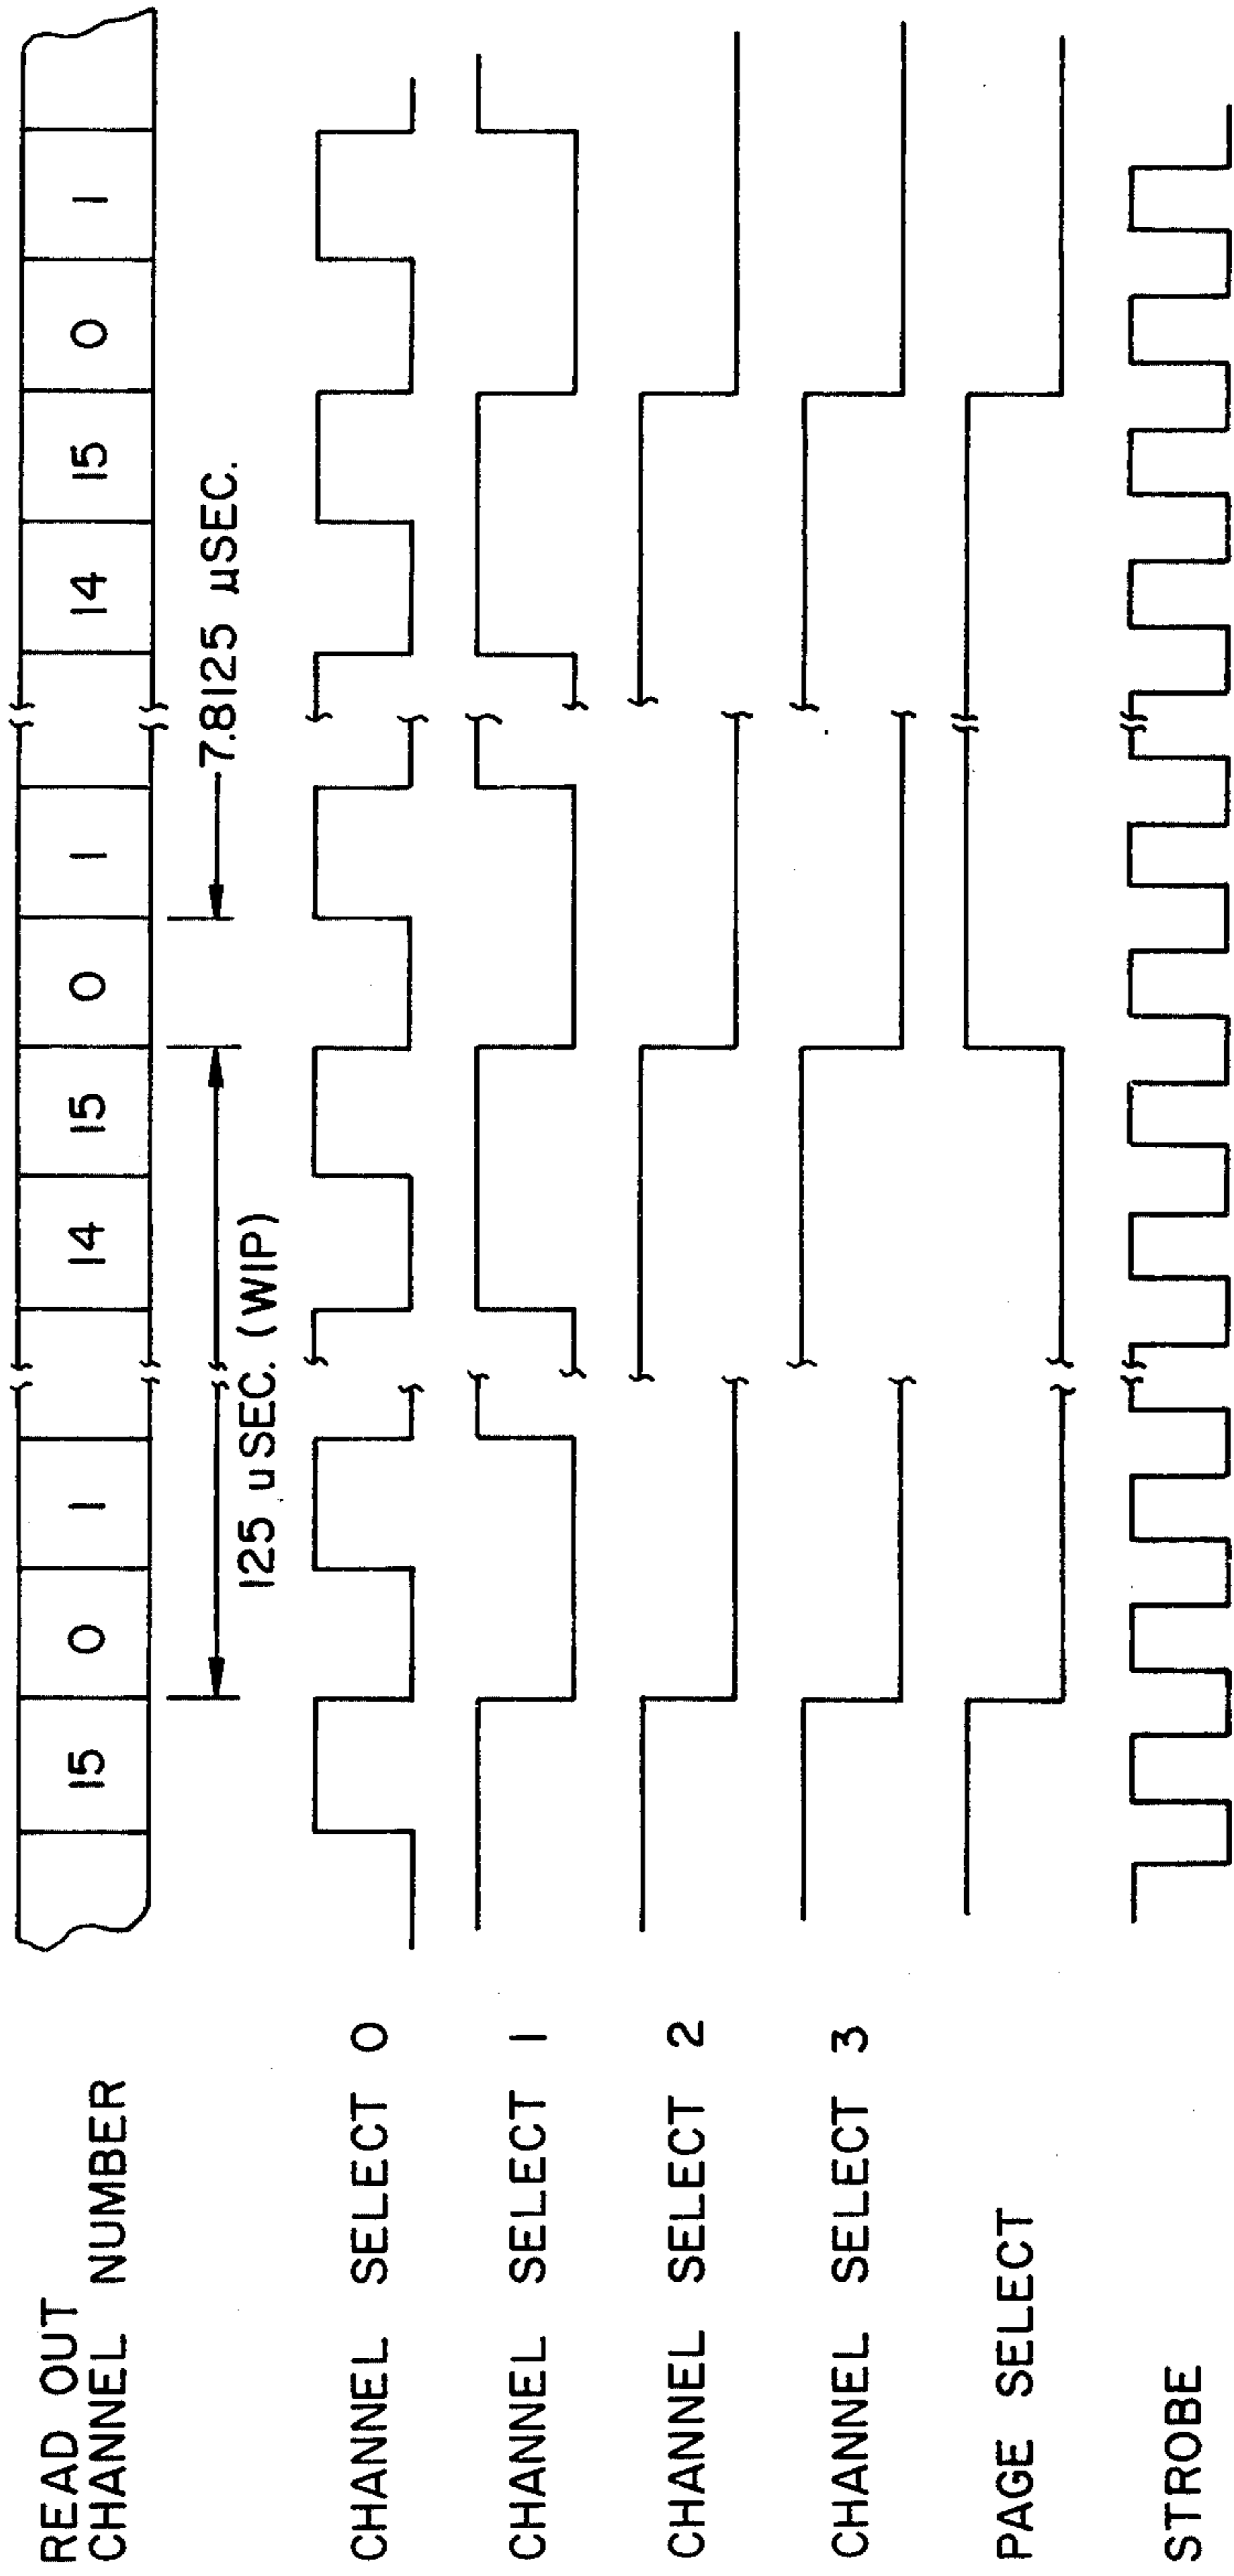 READ OUT
CHANNEL NUMBER
15 0 1 14 15 0 1 14 15 0 1
125 uSEC. (WIP)
7.8125 µSEC.
CHANNEL SELECT 0
CHANNEL SELECT 1
CHANNEL SELECT 2
CHANNEL SELECT 3
PAGE SELECT
STROBE